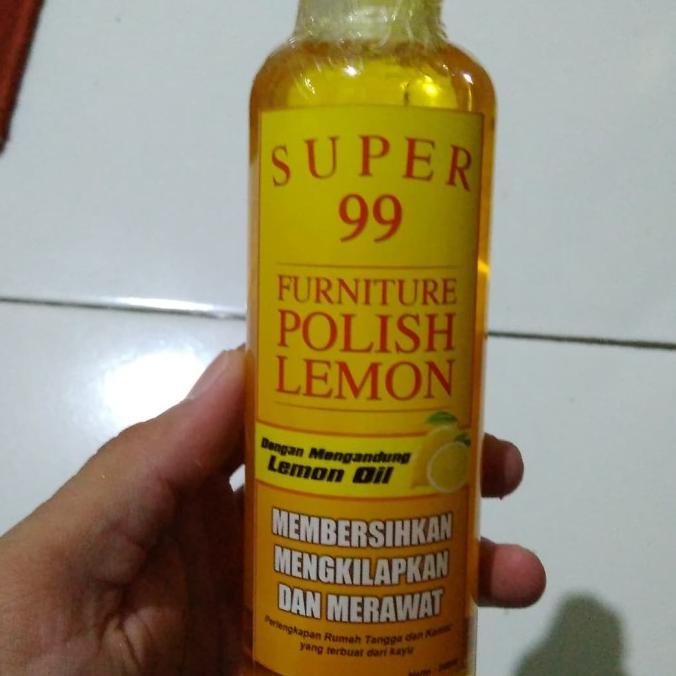 SUPER
99
FURNITURE
POLISH
LEMON
Dengan Mengandung
Lemon Oil
MEMBERSIHKAN
MENGKILAPKAN
DAN MERAWAT
Perlengkapan Rumah Tangga dan Kantor
yang terbuat dari kayu